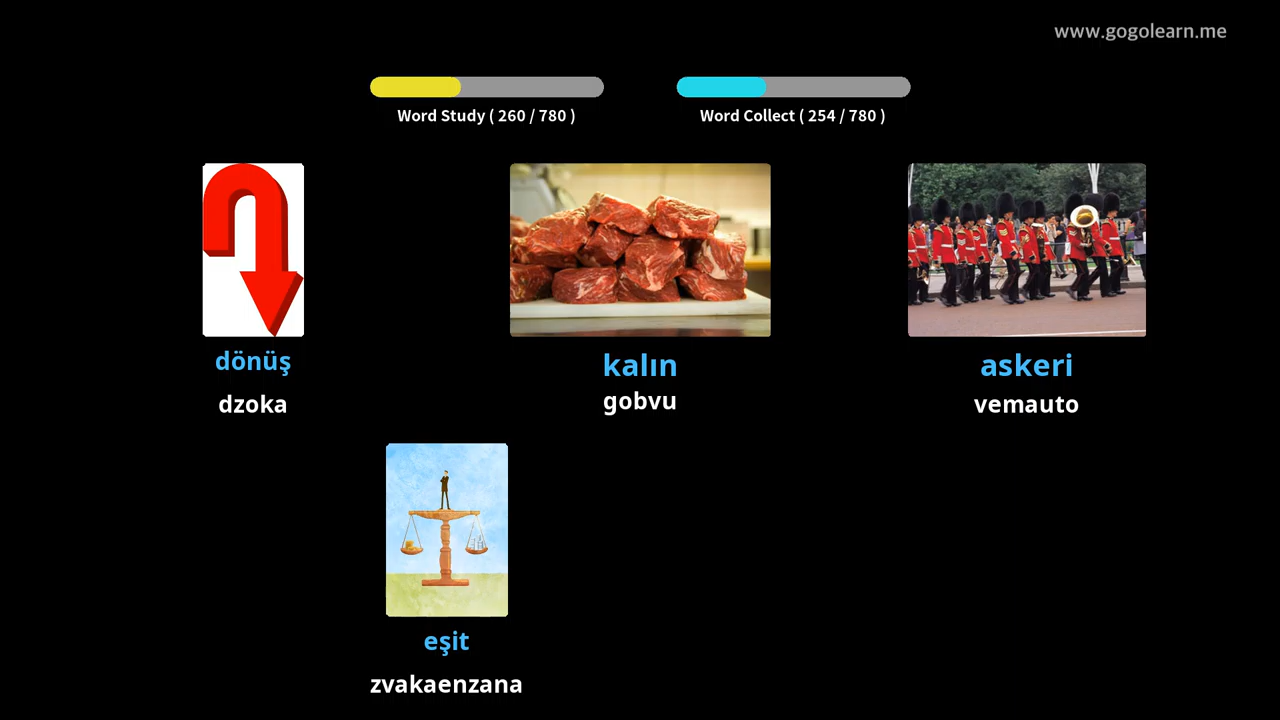 www.gogolearn.me
Word Study ( 260 / 780 )
Word Collect ( 254 / 780 )
dönüş
dzoka
kalın
gobvu
askeri
vemauto
eşit
zvakaenzana